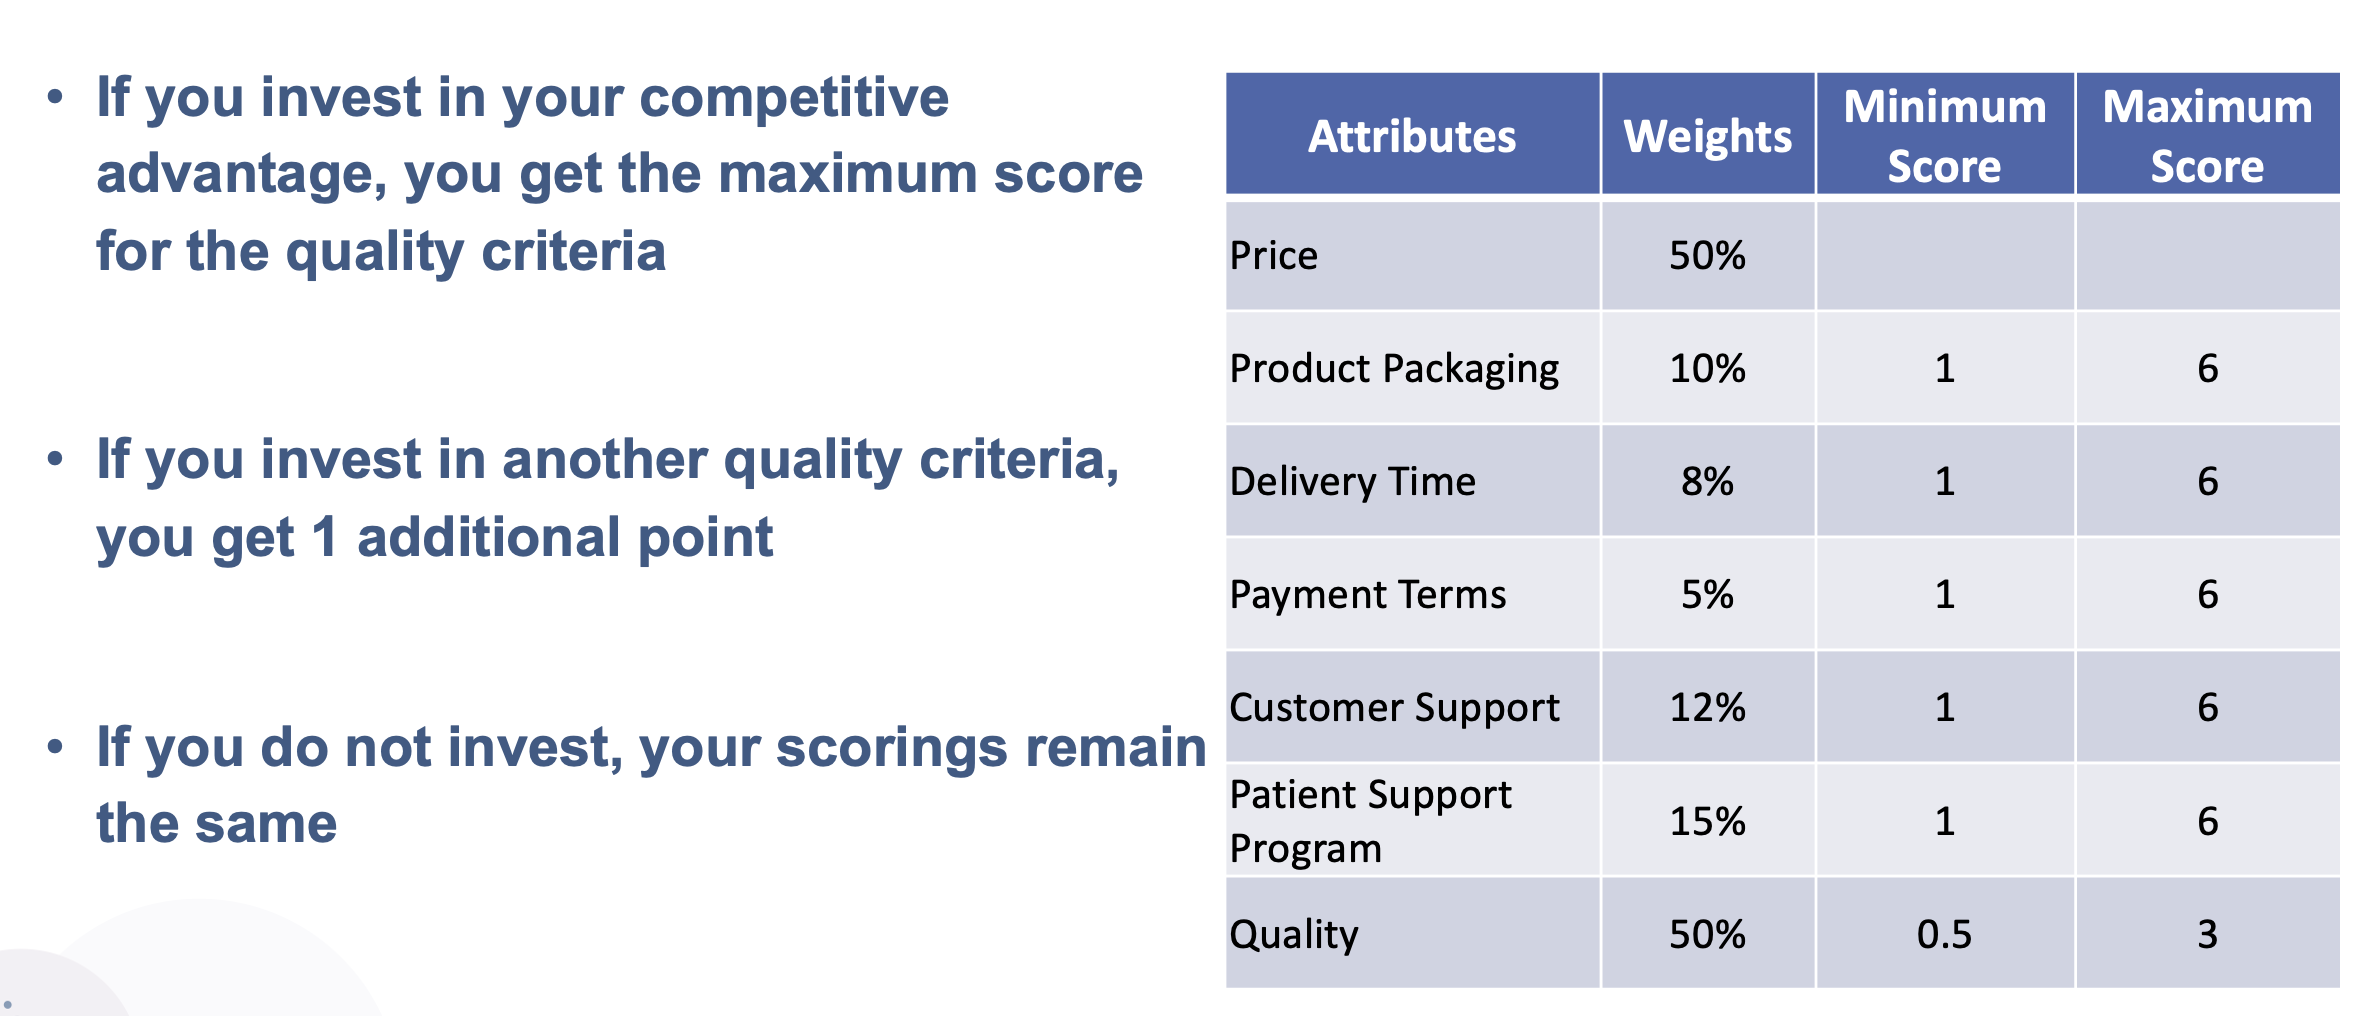 • If you invest in your competitive
advantage, you get the maximum score
for the quality criteria
• If you invest in another quality criteria,
you get 1 additional point
• If you do not invest, your scorings remain
the same
Attributes Weights Minimum Score Maximum Score
Price 50%
Product Packaging 10% 1 6
Delivery Time 8% 1 6
Payment Terms 5% 1 6
Customer Support 12% 1 6
Patient Support Program 15% 1 6
Quality 50% 0.5 3